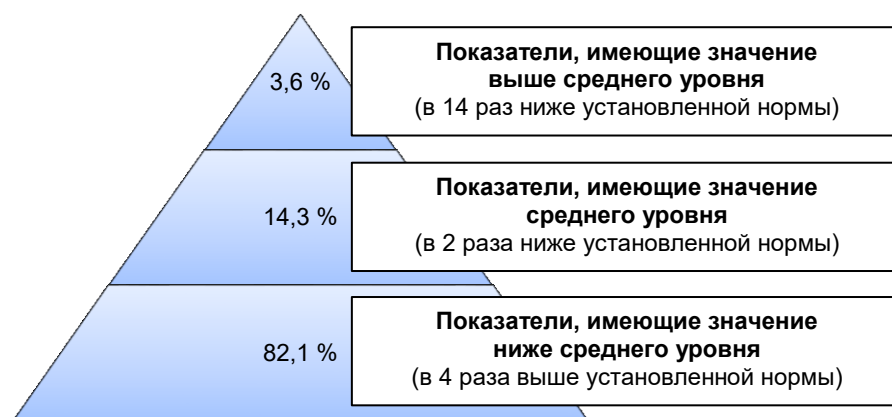 3,6 %
Показатели, имеющие значение
выше среднего уровня
(в 14 раз ниже установленной нормы)
14,3 %
Показатели, имеющие значение
среднего уровня
(в 2 раза ниже установленной нормы)
82,1 %
Показатели, имеющие значение
ниже среднего уровня
(в 4 раза выше установленной нормы)